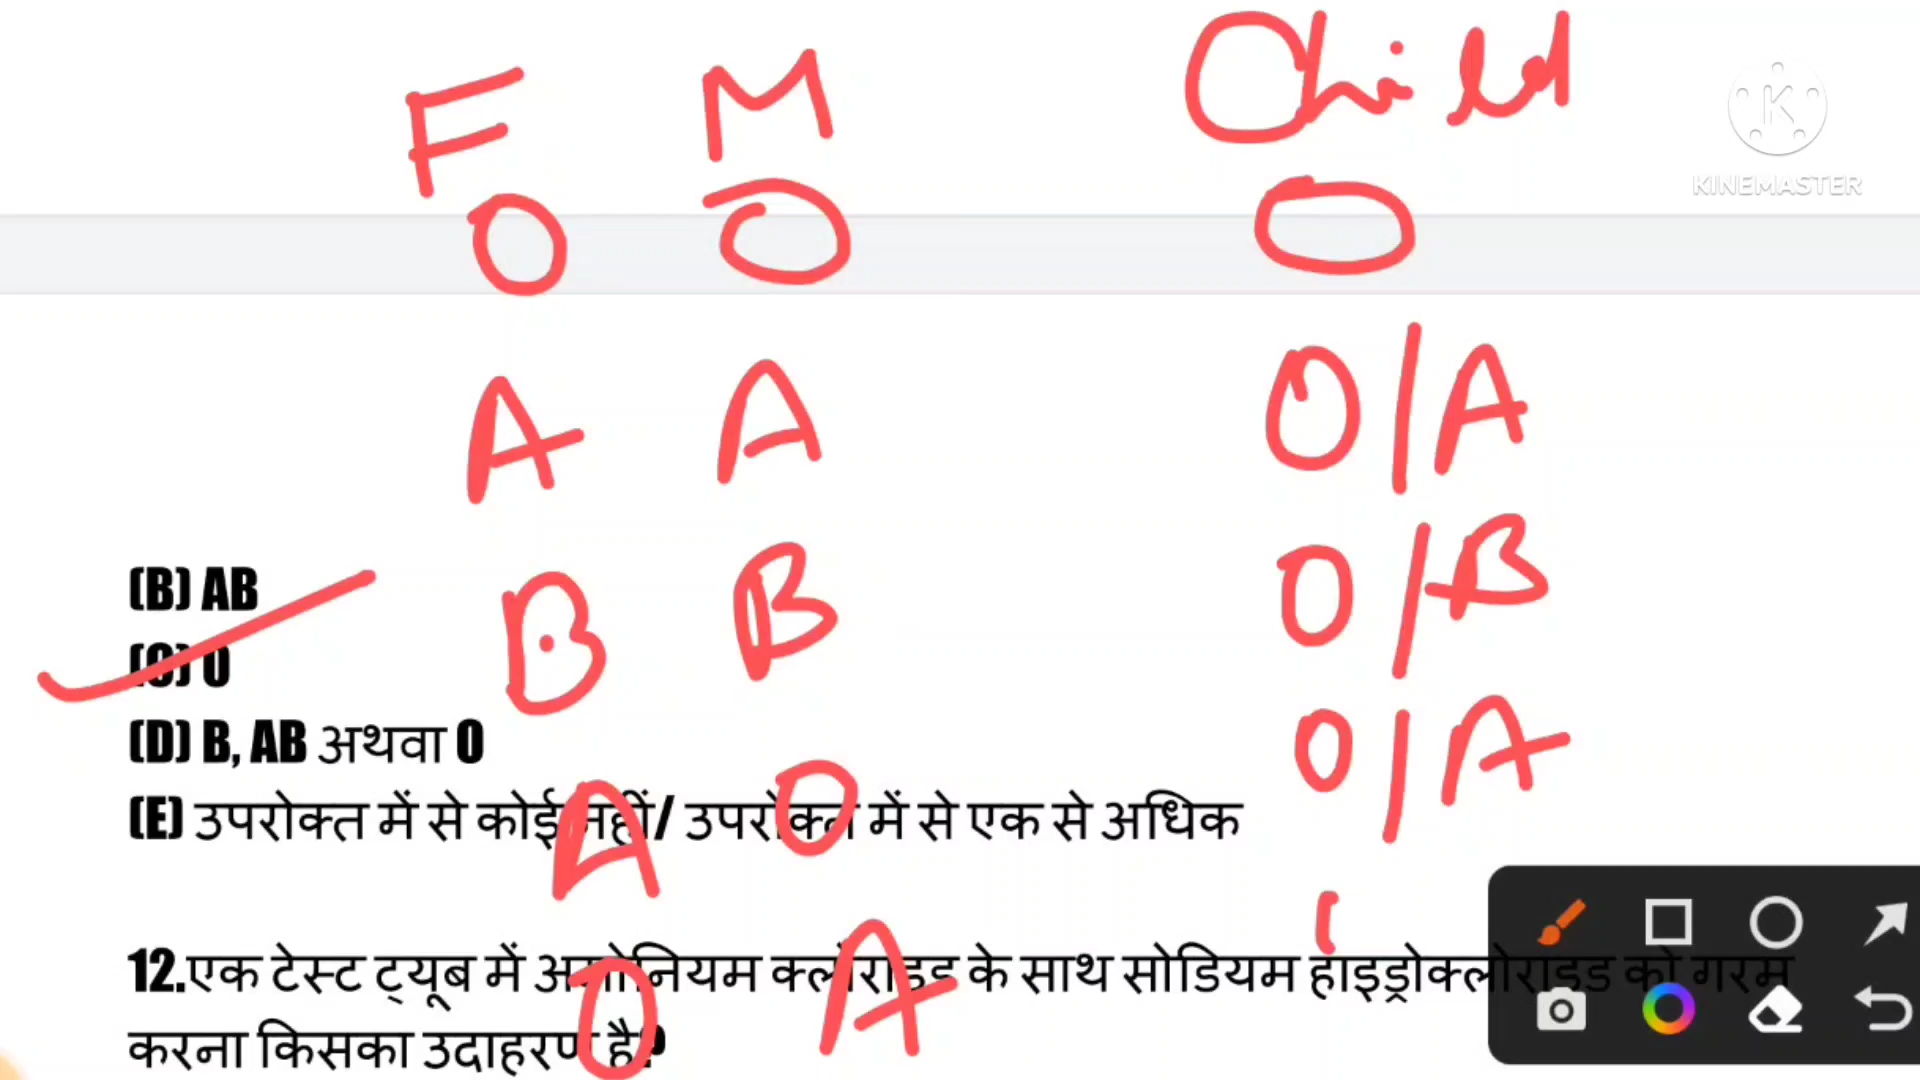 F M Child
KINEMASTER
O O O
A A O/A
(B) AB
B B O/B
(C) O
(D) B, AB अथवा O
A O O/A
(E) उपरोक्त में से कोई नहीं/ उपरोक्त में से एक से अधिक
O A
12.एक टेस्ट ट्यूब में अमोनियम क्लोराइड के साथ सोडियम हाइड्रोक्लोराइड को गरम
करना किसका उदाहरण है?